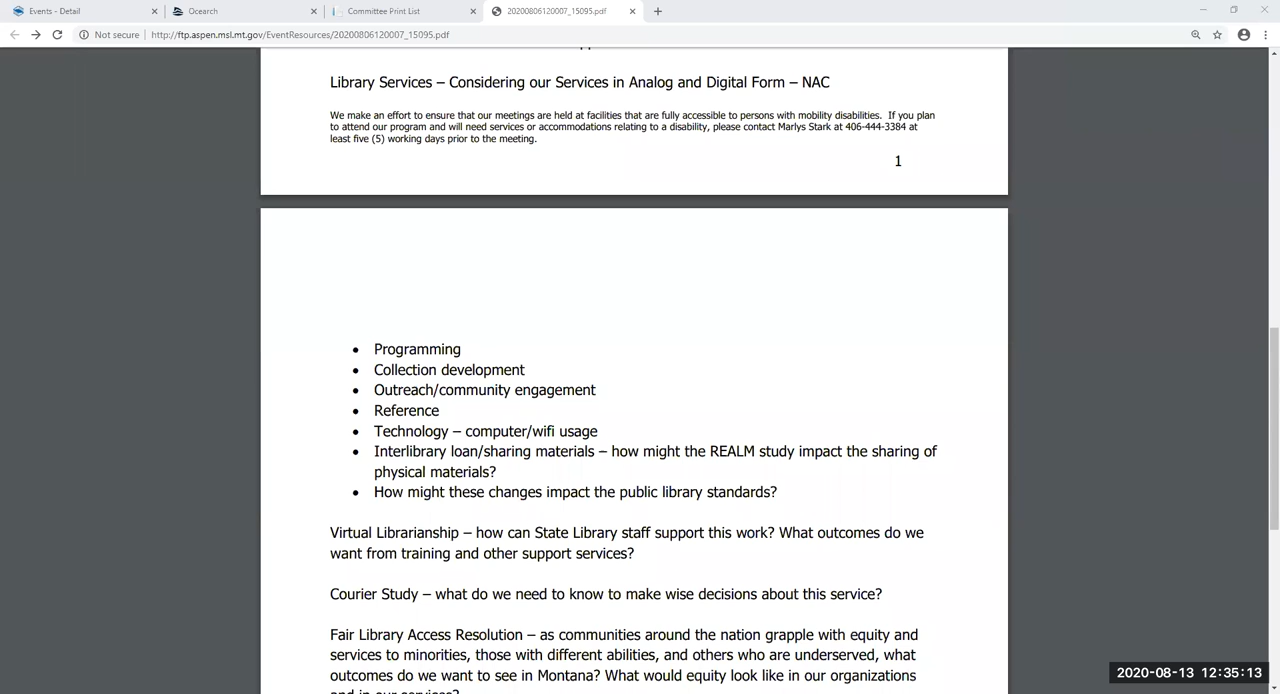 Events - Detail
Ocearch
Committee Print List
20200806120007_15095.pdf
Not secure
http://ftp.aspen.msl.mt.gov/EventResources/20200806120007_15095.pdf
Library Services – Considering our Services in Analog and Digital Form – NAC
We make an effort to ensure that our meetings are held at facilities that are fully accessible to persons with mobility disabilities. If you plan
to attend our program and will need services or accommodations relating to a disability, please contact Marlys Stark at 406-444-3384 at
least five (5) working days prior to the meeting.
1
• Programming
• Collection development
• Outreach/community engagement
• Reference
• Technology – computer/wifi usage
• Interlibrary loan/sharing materials – how might the REALM study impact the sharing of
physical materials?
• How might these changes impact the public library standards?
Virtual Librarianship – how can State Library staff support this work? What outcomes do we
want from training and other support services?
Courier Study – what do we need to know to make wise decisions about this service?
Fair Library Access Resolution – as communities around the nation grapple with equity and
services to minorities, those with different abilities, and others who are underserved, what
outcomes do we want to see in Montana? What would equity look like in our organizations
and in our services?
2020-08-13 12:35:13